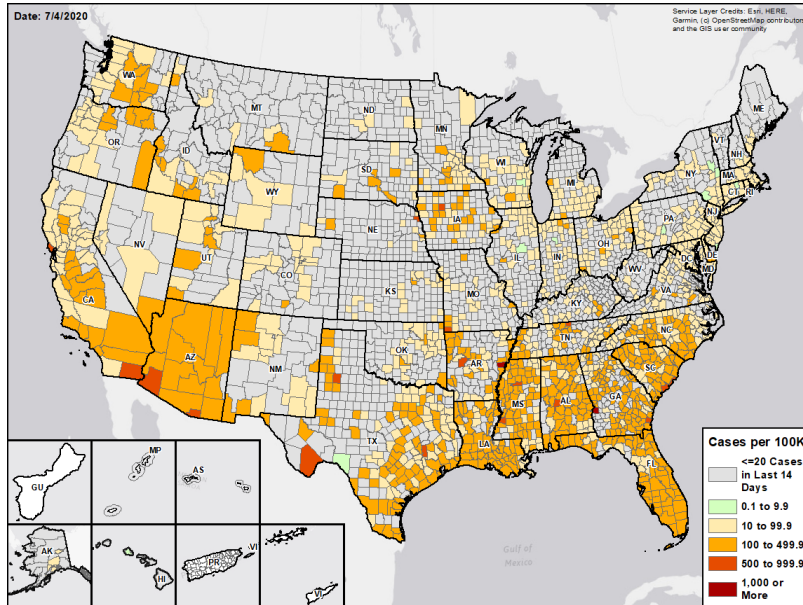 Date: 7/4/2020
Service Layer Credits: Esri, HERE,
Garmin, (c) OpenStreetMap contributors,
and the GIS user community
WA
MT
ND
MN
ME
OR
ID
SD
WI
MI
VT
NH
NY
MA
CT
RI
WY
IA
PA
NJ
NV
UT
NE
IL
IN
OH
DC
DE
MD
CA
CO
KS
MO
WV
VA
KY
AZ
NM
OK
AR
TN
NC
SC
TX
MS
AL
GA
LA
FL
Gulf of
Mexico
GU
MP
AS
AK
HI
PR
VI
VI
Cases per 100K
<=20 Cases
in Last 14
Days
0.1 to 9.9
10 to 99.9
100 to 499.9
500 to 999.9
1,000 or
More